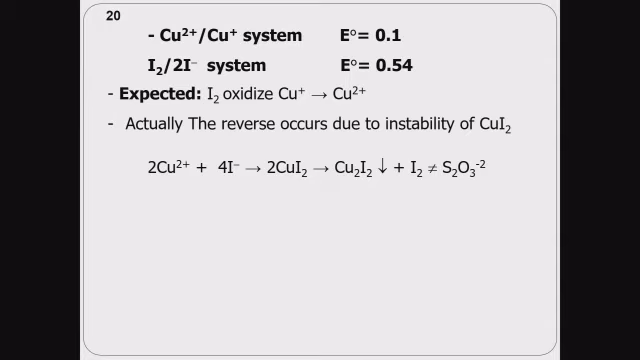 20
- Cu²⁺/Cu⁺ system E°= 0.1
I₂/2I⁻ system E°= 0.54
- Expected: I₂ oxidize Cu⁺ → Cu²⁺
- Actually The reverse occurs due to instability of CuI₂
2Cu²⁺ + 4I⁻ → 2CuI₂ → Cu₂I₂ ↓ + I₂ ≠ S₂O₃⁻²